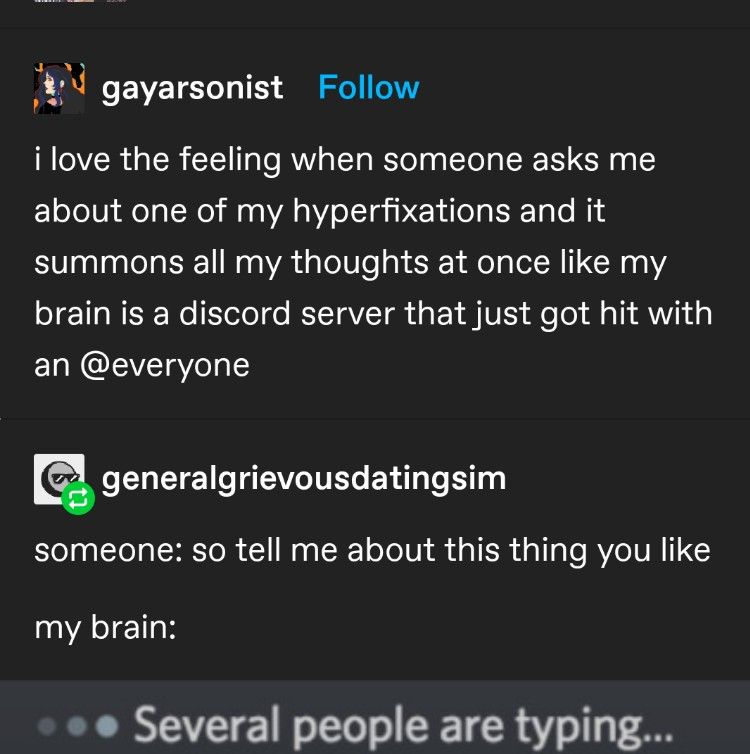 gayarsonist Follow
i love the feeling when someone asks me
about one of my hyperfixations and it
summons all my thoughts at once like my
brain is a discord server that just got hit with
an @everyone
generalgrievousdatingsim
someone: so tell me about this thing you like
my brain:
Several people are typing...